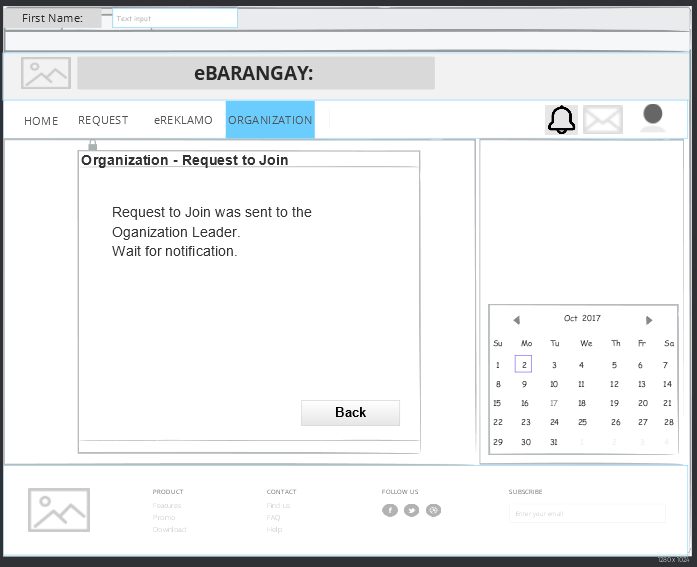 First Name:
Text input
eBARANGAY:
HOME
REQUEST
eREKLAMO
ORGANIZATION
Organization - Request to Join
Request to Join was sent to the
Oganization Leader.
Wait for notification.
Back
Oct 2017
Su Mo Tu We Th Fr Sa
1 2 3 4 5 6 7
8 9 10 11 12 13 14
15 16 17 18 19 20 21
22 23 24 25 26 27 28
29 30 31 1 2 3 4
PRODUCT
Features
Promo
Download
CONTACT
Find us
FAQ
Help
FOLLOW US
SUBSCRIBE
Enter your email
1280 x 1024